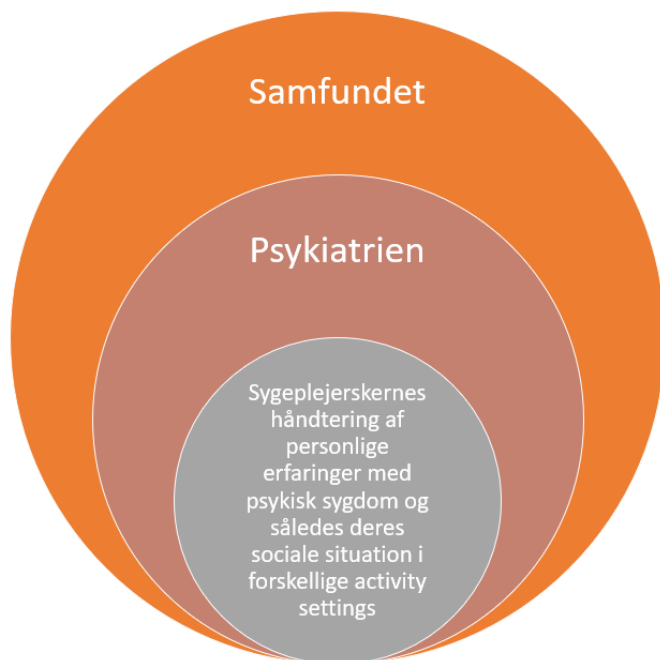 Samfundet
Psykiatrien
Sygeplejerskernes
håndtering af
personlige
erfaringer med
psykisk sygdom og
således deres
sociale situation i
forskellige activity
settings